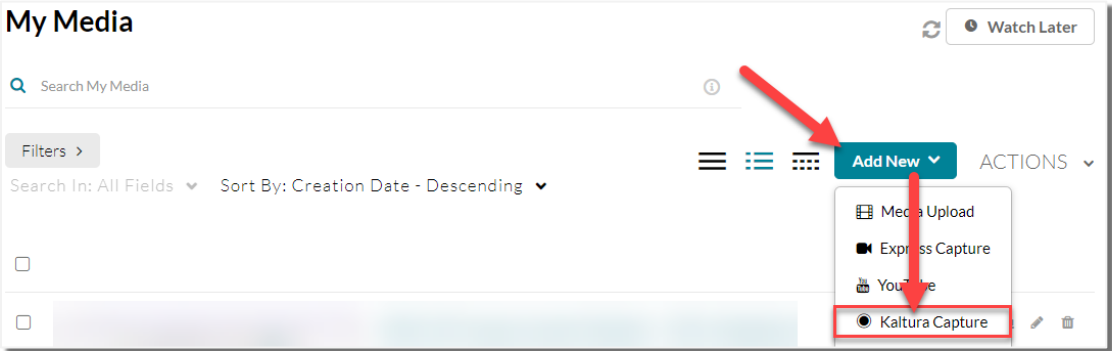 My Media
Watch Later
Search My Media
Filters >
Add New
ACTIONS
Search In: All Fields
Sort By: Creation Date - Descending
Media Upload
Express Capture
YouTube
Kaltura Capture